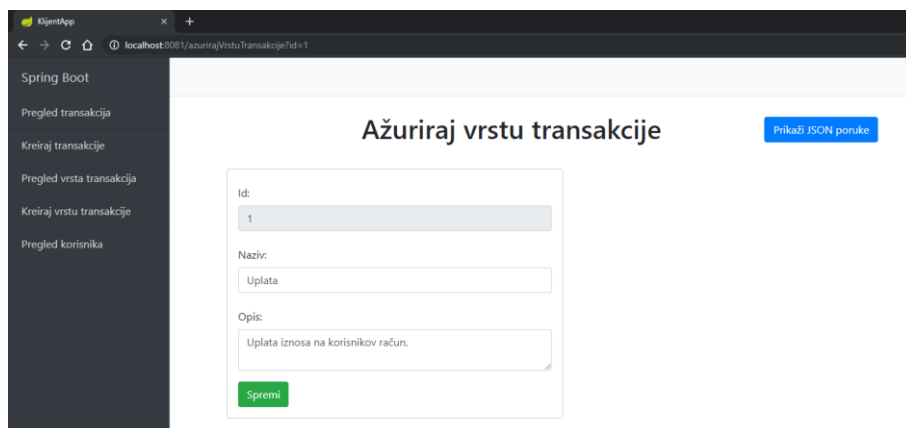 KlijentApp
localhost:8081/azurirajVrstuTransakcije?id=1
Spring Boot
Pregled transakcija
Kreiraj transakcije
Pregled vrsta transakcija
Kreiraj vrstu transakcije
Pregled korisnika
Ažuriraj vrstu transakcije
Prikaži JSON poruke
Id:
1
Naziv:
Uplata
Opis:
Uplata iznosa na korisnikov račun.
Spremi